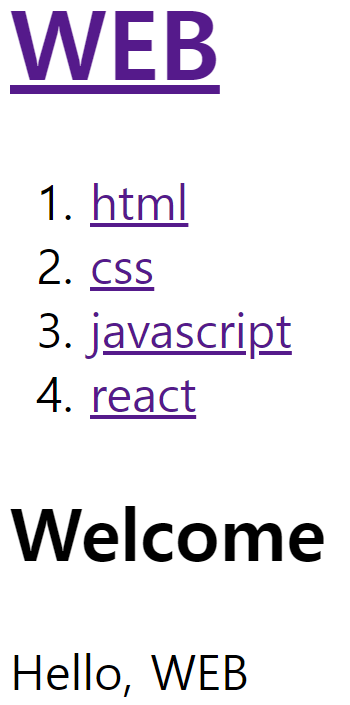 WEB
1. html
2. css
3. javascript
4. react
Welcome
Hello, WEB